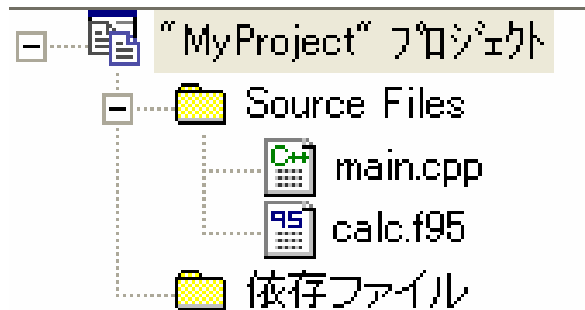 “MyProject“ プロジェクト
Source Files
C++ main.cpp
95 calc.f95
依存ファイル